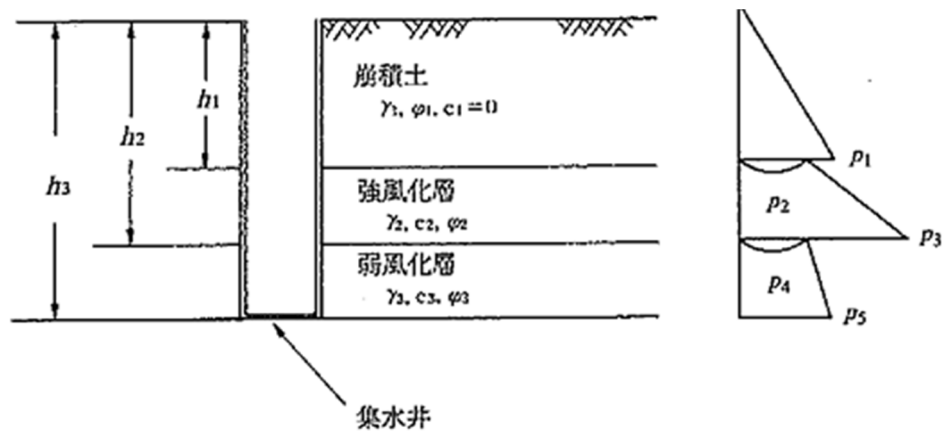 h1
h2
h3
崩積土
γ1, φ1, c1=0
強風化層
γ2, c2, φ2
弱風化層
γ3, c3, φ3
集水井
p1
p2
p3
p4
p5